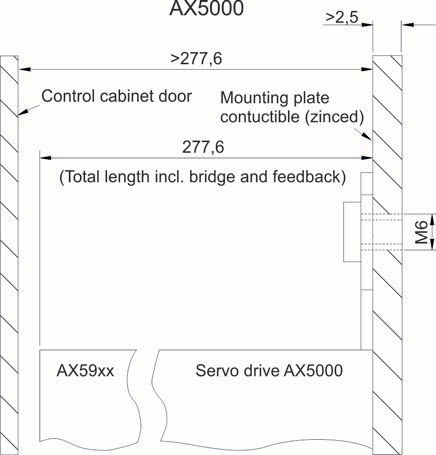 AX5000
>2,5
>277,6
Control cabinet door
Mounting plate
contuctible (zinced)
277,6
(Total length incl. bridge and feedback)
M6
AX59xx
Servo drive AX5000